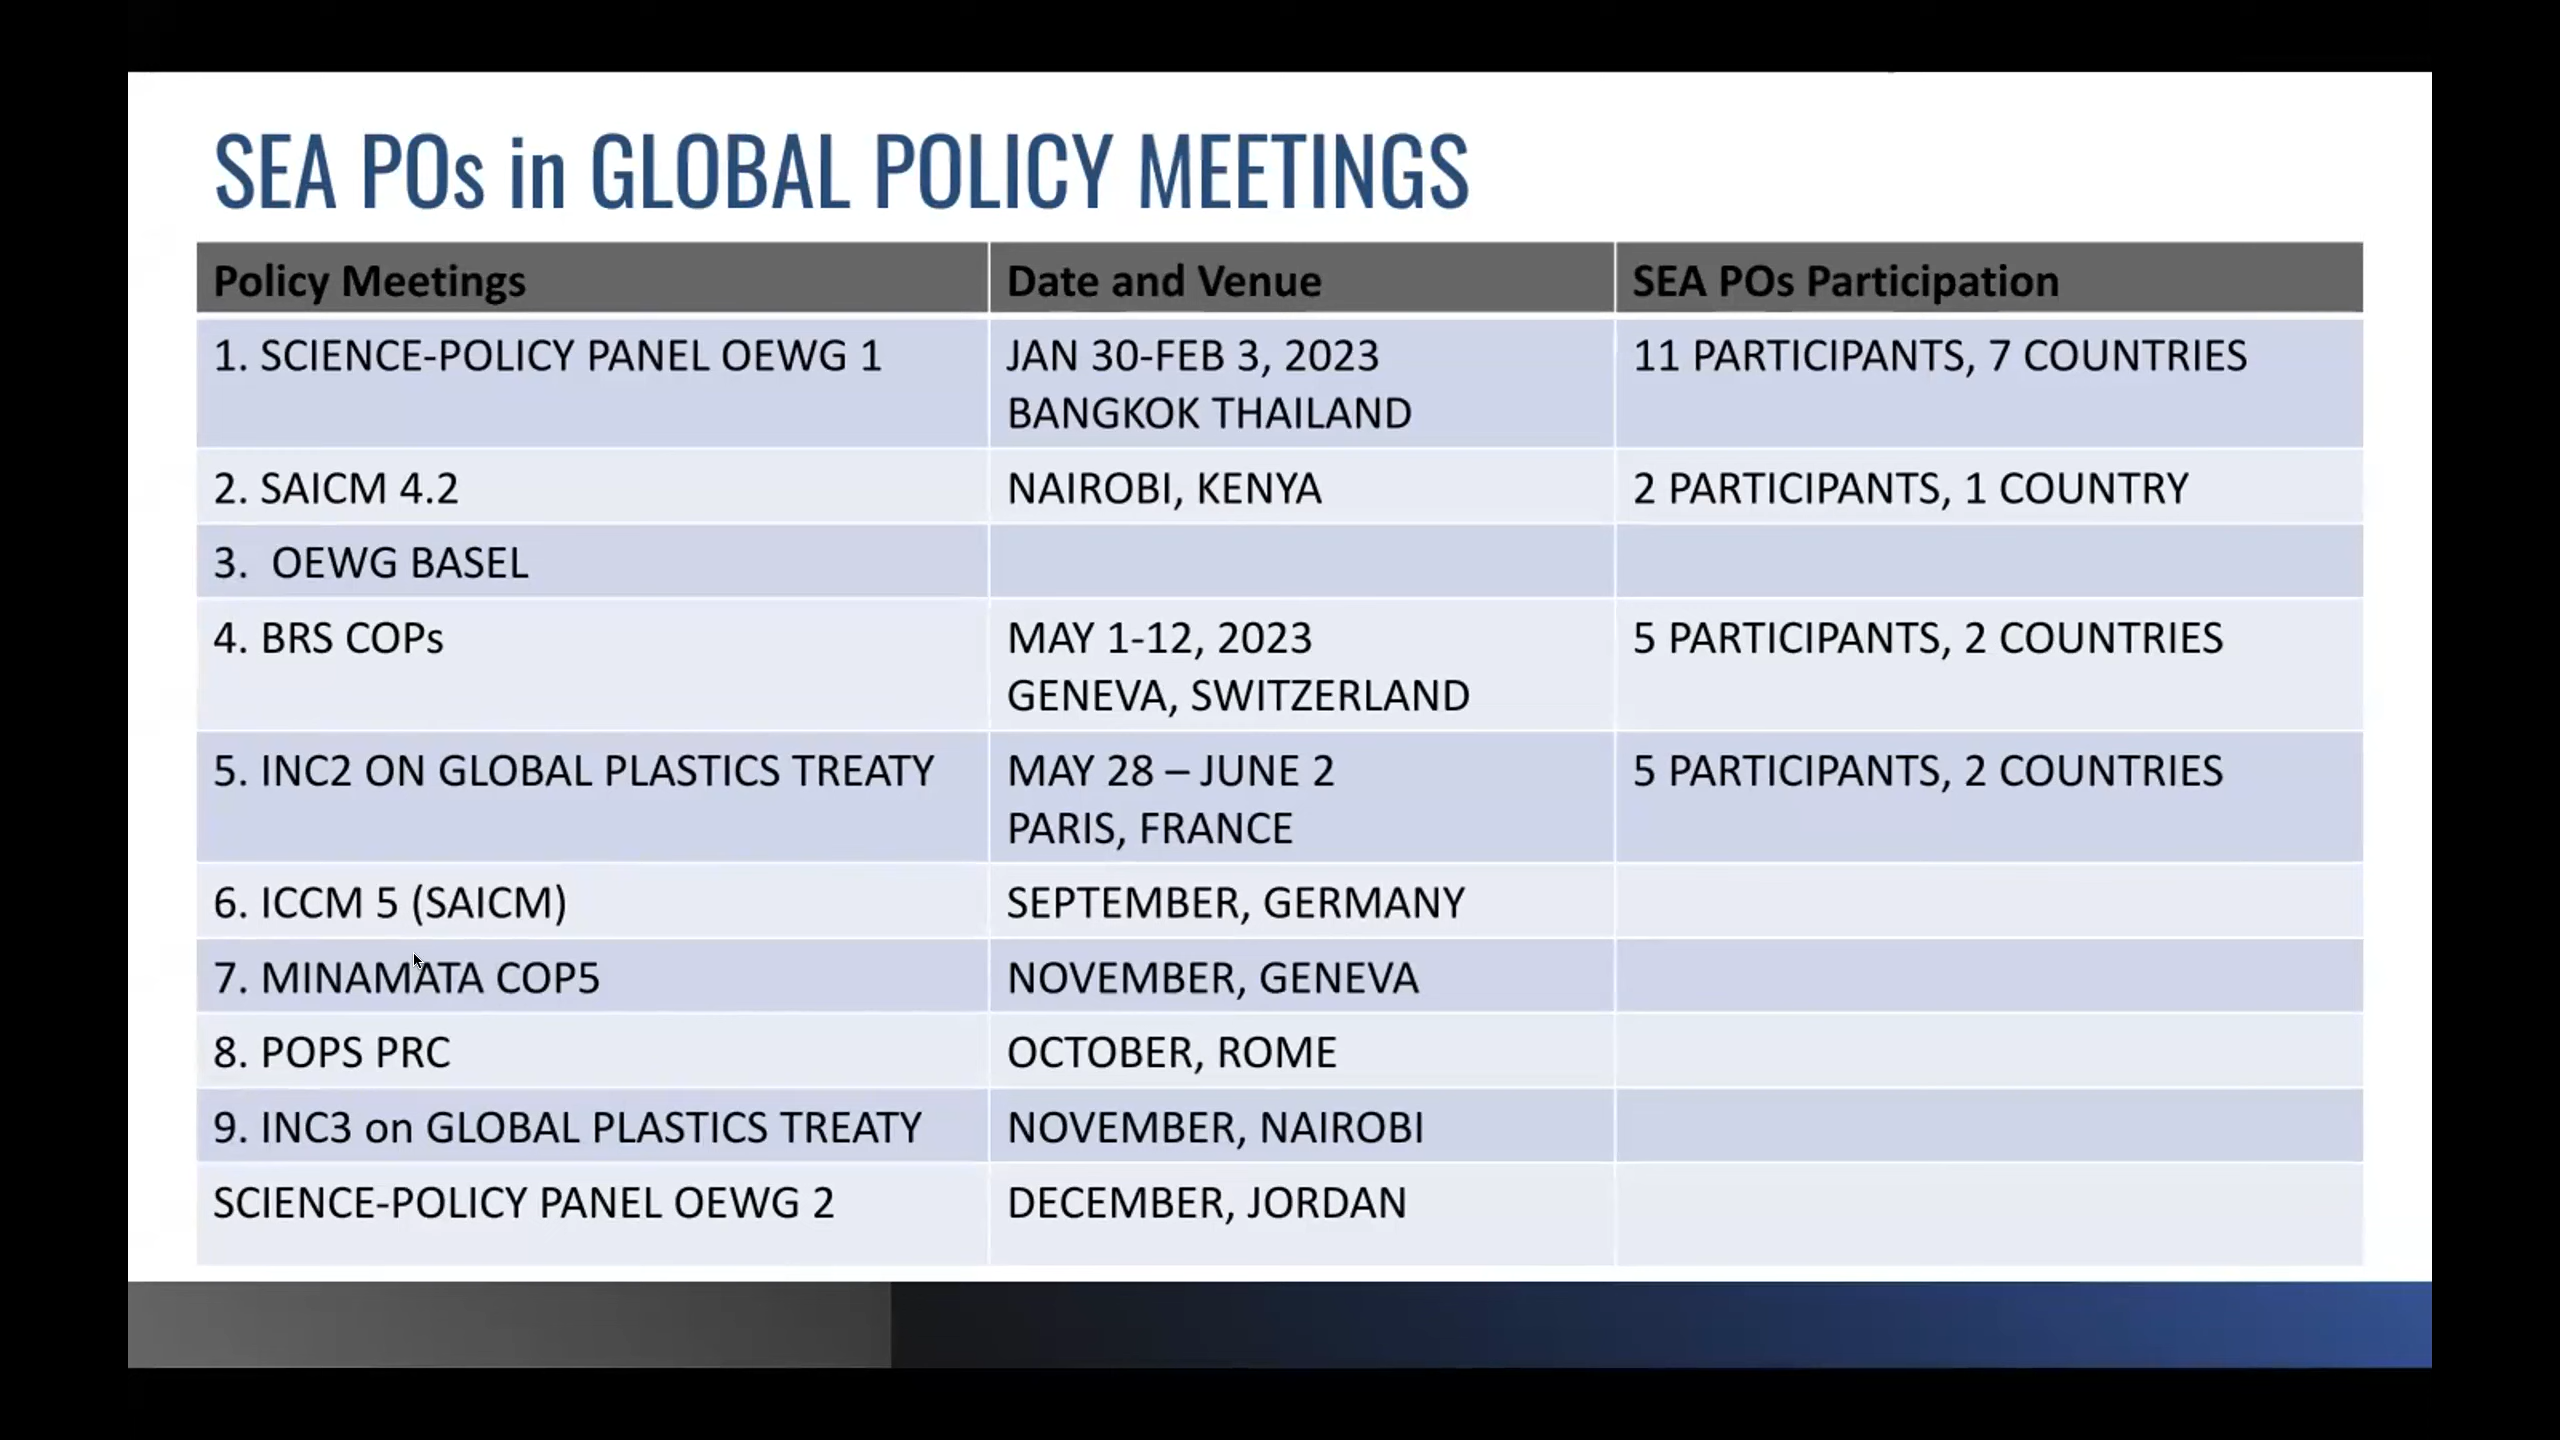 SEA POs in GLOBAL POLICY MEETINGS
Policy Meetings Date and Venue SEA POs Participation
1. SCIENCE-POLICY PANEL OEWG 1 JAN 30-FEB 3, 2023 11 PARTICIPANTS, 7 COUNTRIES
BANGKOK THAILAND
2. SAICM 4.2 NAIROBI, KENYA 2 PARTICIPANTS, 1 COUNTRY
3. OEWG BASEL
4. BRS COPs MAY 1-12, 2023 5 PARTICIPANTS, 2 COUNTRIES
GENEVA, SWITZERLAND
5. INC2 ON GLOBAL PLASTICS TREATY MAY 28 – JUNE 2 5 PARTICIPANTS, 2 COUNTRIES
PARIS, FRANCE
6. ICCM 5 (SAICM) SEPTEMBER, GERMANY
7. MINAMATA COP5 NOVEMBER, GENEVA
8. POPS PRC OCTOBER, ROME
9. INC3 on GLOBAL PLASTICS TREATY NOVEMBER, NAIROBI
SCIENCE-POLICY PANEL OEWG 2 DECEMBER, JORDAN